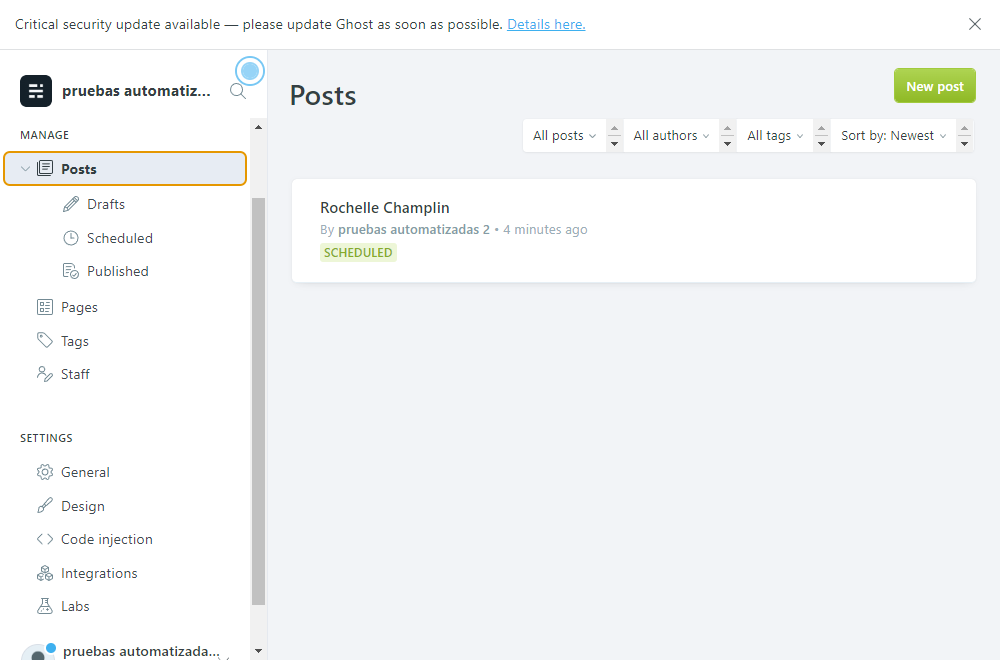 Critical security update available — please update Ghost as soon as possible. Details here.
pruebas automatiz...
MANAGE
Posts
Drafts
Scheduled
Published
Pages
Tags
Staff
SETTINGS
General
Design
Code injection
Integrations
Labs
pruebas automatizada...
Posts
New post
All posts
All authors
All tags
Sort by: Newest
Rochelle Champlin
By pruebas automatizadas 2 • 4 minutes ago
SCHEDULED